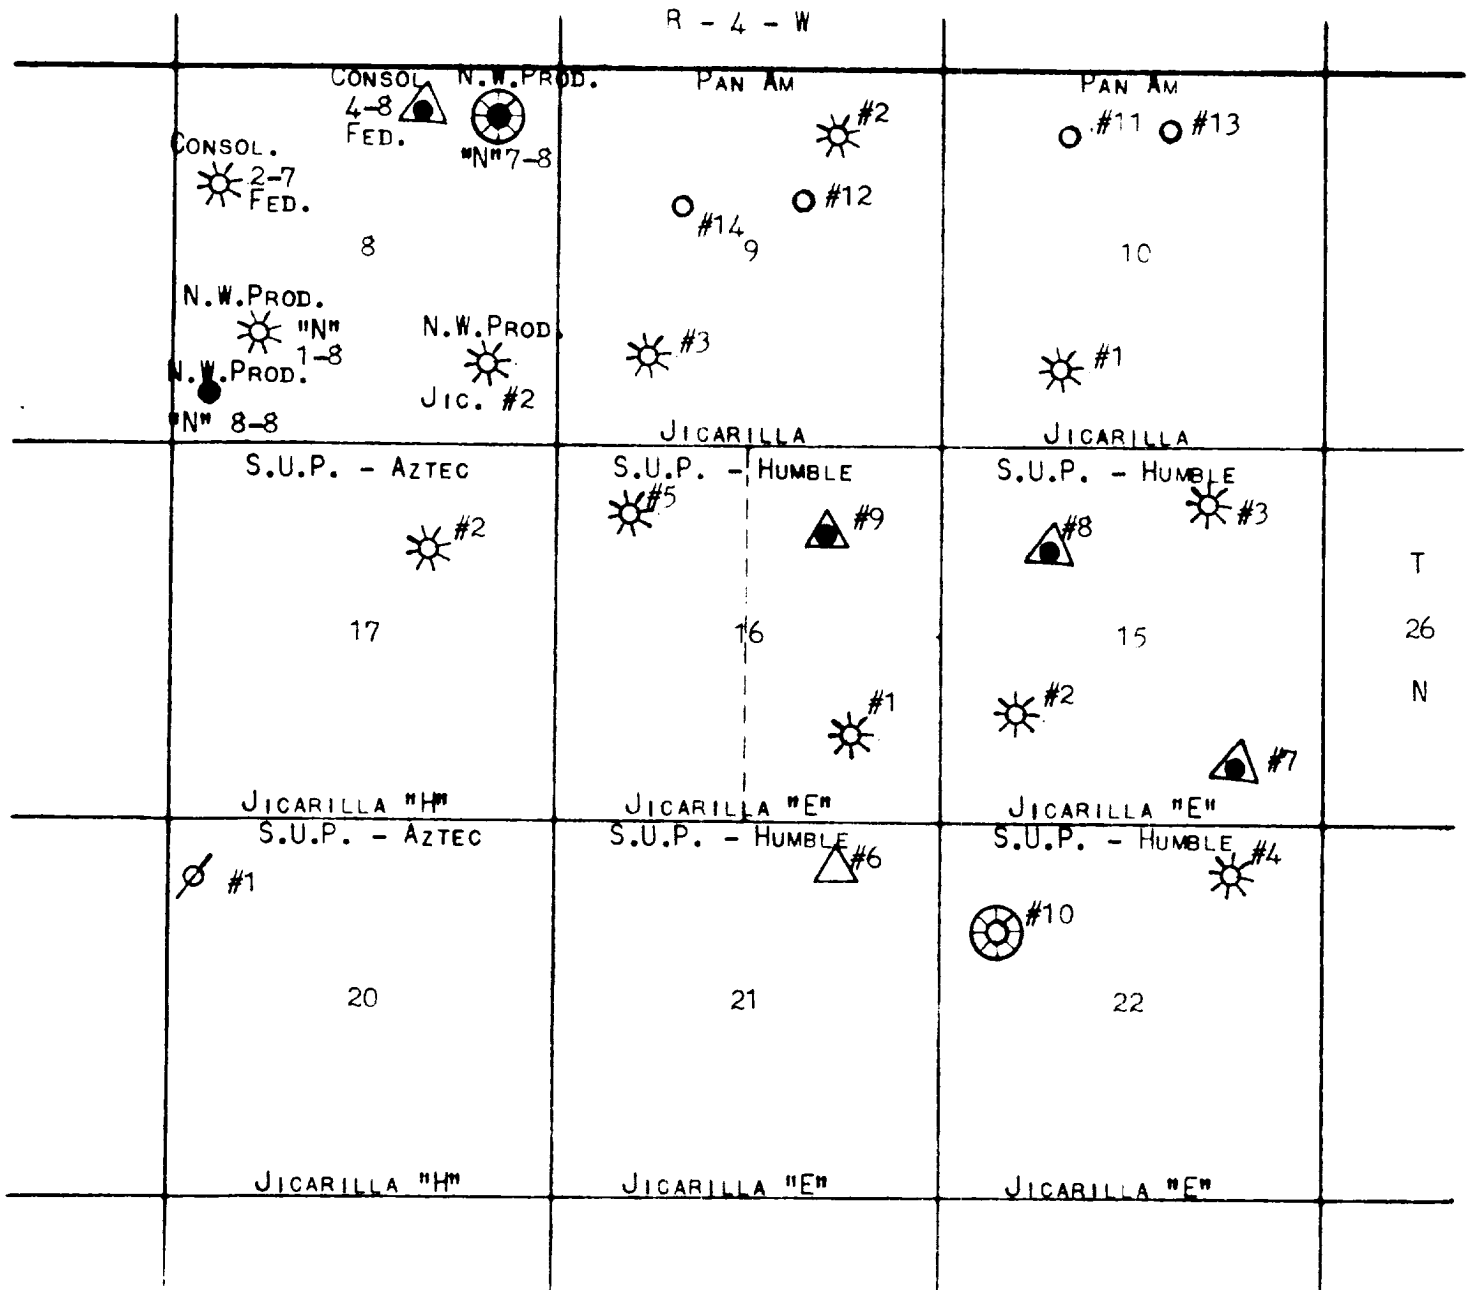 R - 4 - W
CONSOL. N.W.PROD.
4-8
FED.
"N" 7-8
CONSOL.
2-7
FED.
8
N.W.PROD.
"N"
1-8
N.W.PROD.
"N" 8-8
N.W.PROD.
JIC. #2
PAN AM
#2
#12
#14
9
#3
JICARILLA
PAN AM
#11
#13
10
#1
JICARILLA
S.U.P. - AZTEC
#2
17
JICARILLA "H"
S.U.P. - HUMBLE
#5
#9
16
#1
JICARILLA "E"
S.U.P. - HUMBLE
#3
#8
15
#2
#7
JICARILLA "E"
T
26
N
S.U.P. - AZTEC
#1
20
JICARILLA "H"
S.U.P. - HUMBLE
#6
21
JICARILLA "E"
S.U.P. - HUMBLE
#4
#10
22
JICARILLA "E"